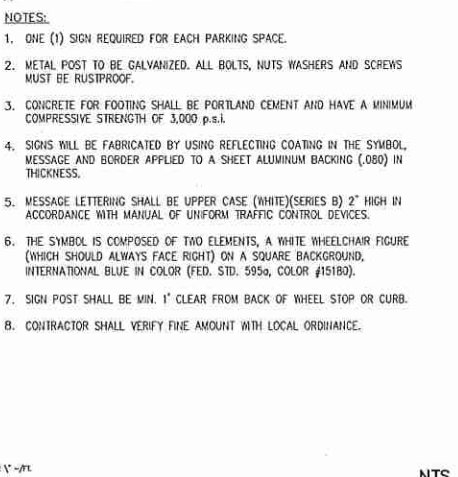 NOTES:
1. ONE (1) SIGN REQUIRED FOR EACH PARKING SPACE.
2. METAL POST TO BE GALVANIZED. ALL BOLTS, NUTS WASHERS AND SCREWS
MUST BE RUSTPROOF.
3. CONCRETE FOR FOOTING SHALL BE PORTLAND CEMENT AND HAVE A MINIMUM
COMPRESSIVE STRENGTH OF 3,000 p.s.i.
4. SIGNS WILL BE FABRICATED BY USING REFLECTING COATING IN THE SYMBOL,
MESSAGE AND BORDER APPLIED TO A SHEET ALUMINUM BACKING (.080) IN
THICKNESS.
5. MESSAGE LETTERING SHALL BE UPPER CASE (WHITE)(SERIES B) 2" HIGH IN
ACCORDANCE WITH MANUAL OF UNIFORM TRAFFIC CONTROL DEVICES.
6. THE SYMBOL IS COMPOSED OF TWO ELEMENTS, A WHITE WHEELCHAIR FIGURE
(WHICH SHOULD ALWAYS FACE RIGHT) ON A SQUARE BACKGROUND,
INTERNATIONAL BLUE IN COLOR (FED. STD. 595a, COLOR #15180).
7. SIGN POST SHALL BE MIN. 1' CLEAR FROM BACK OF WHEEL STOP OR CURB.
8. CONTRACTOR SHALL VERIFY FINE AMOUNT WITH LOCAL ORDINANCE.
NTS